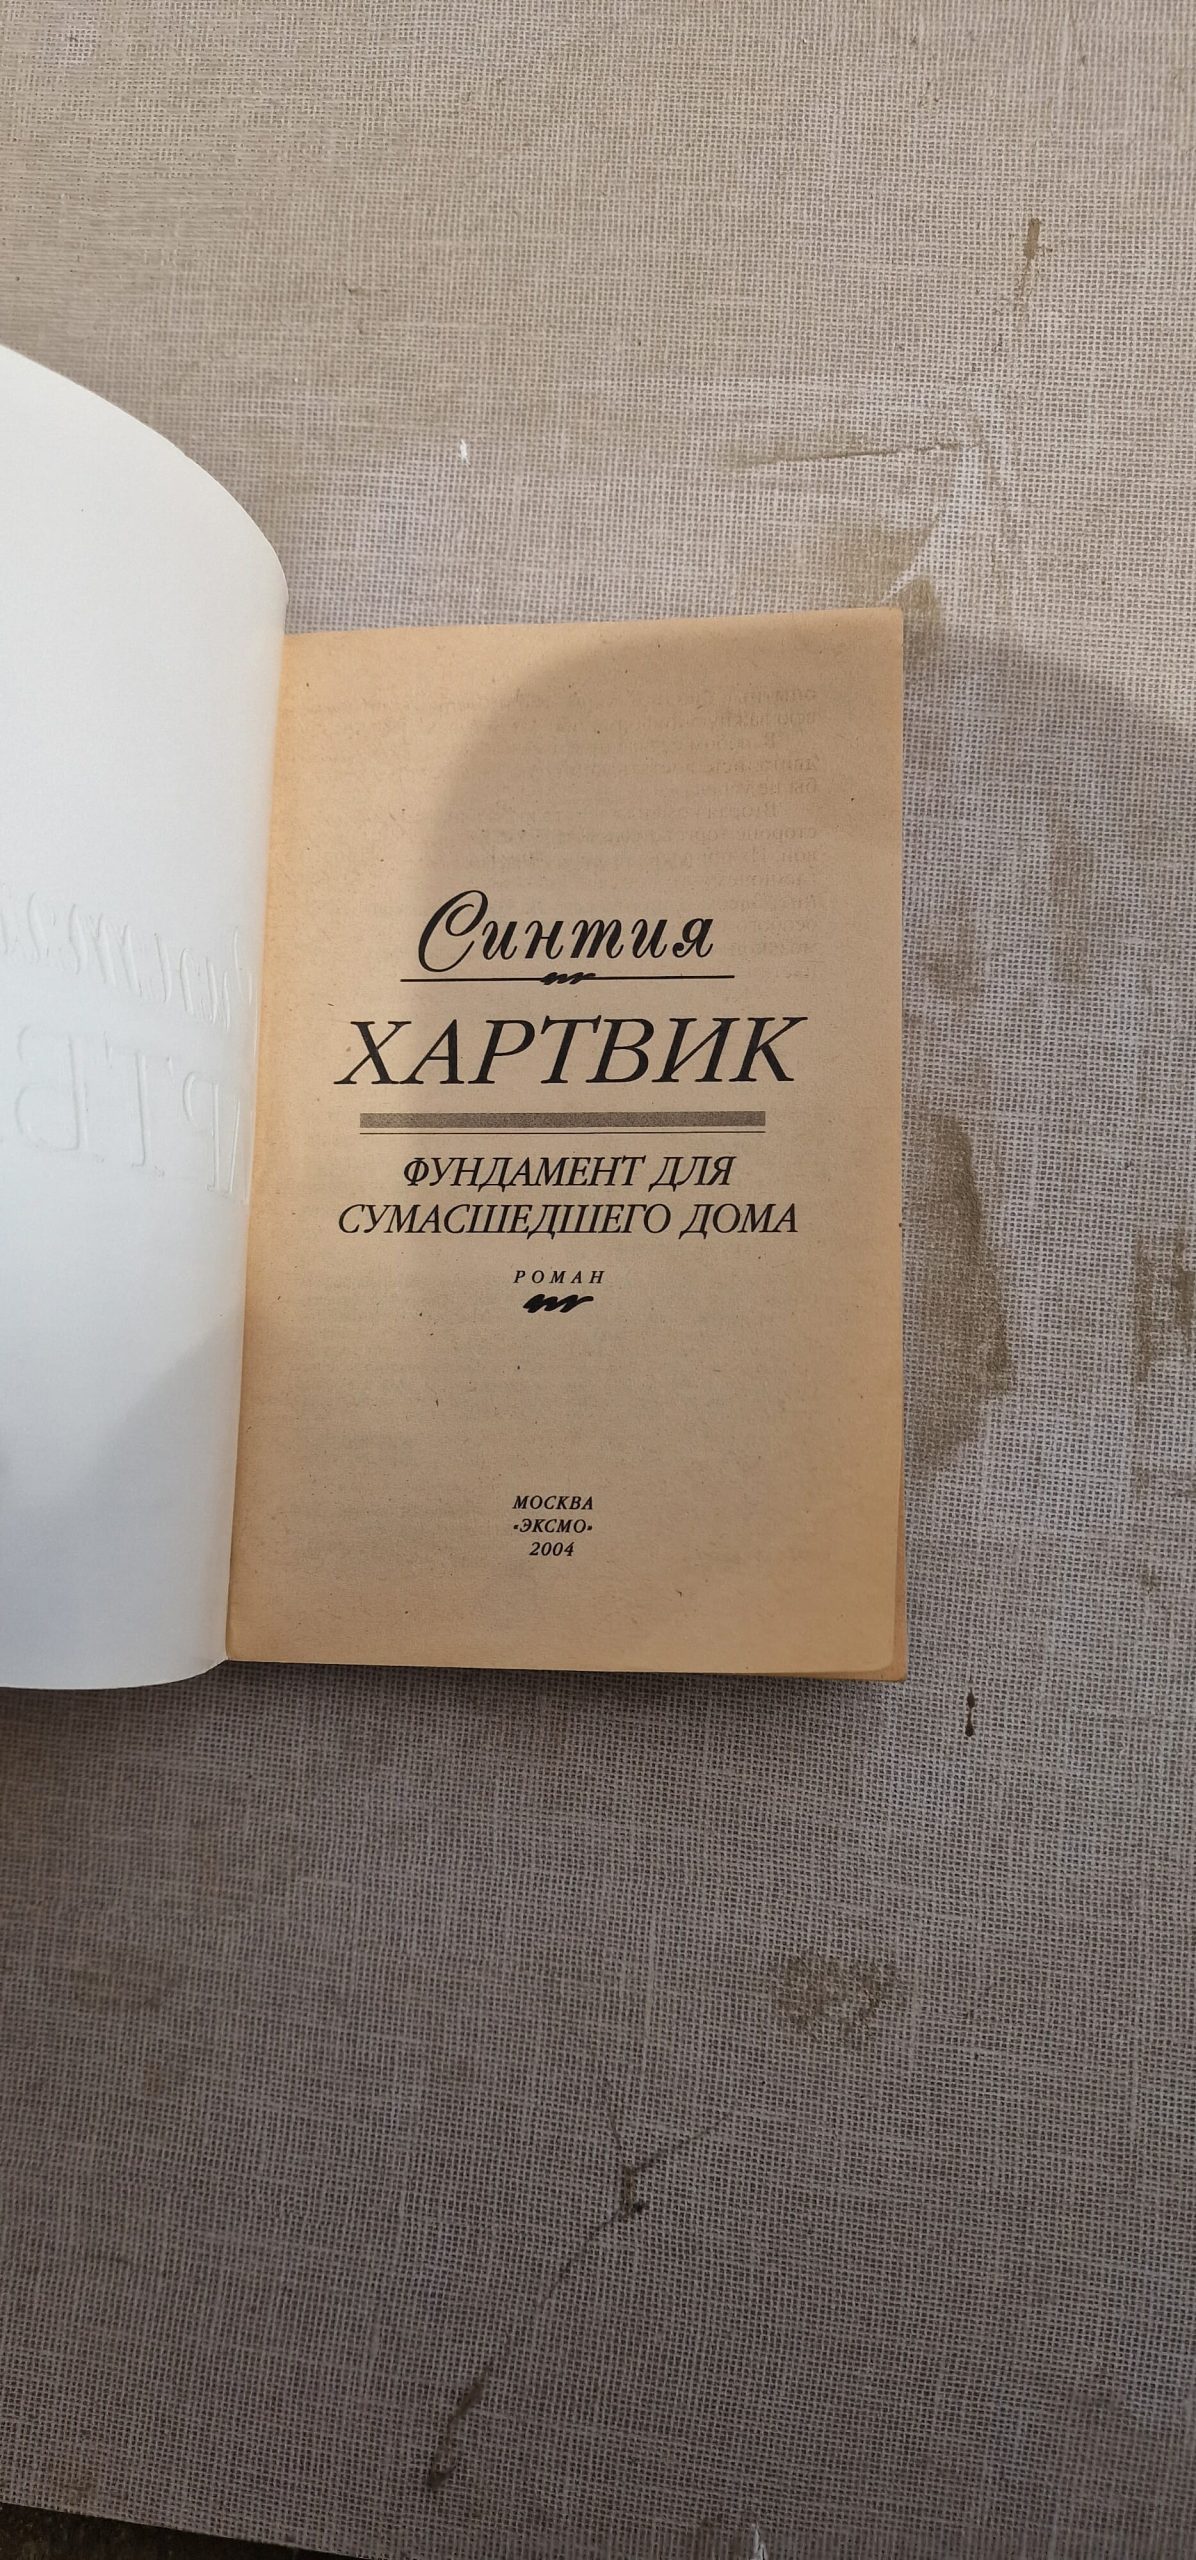 Синтия
ХАРТВИК
ФУНДАМЕНТ ДЛЯ
СУМАСШЕДШЕГО ДОМА
РОМАН
МОСКВА
«ЭКСМО»
2004